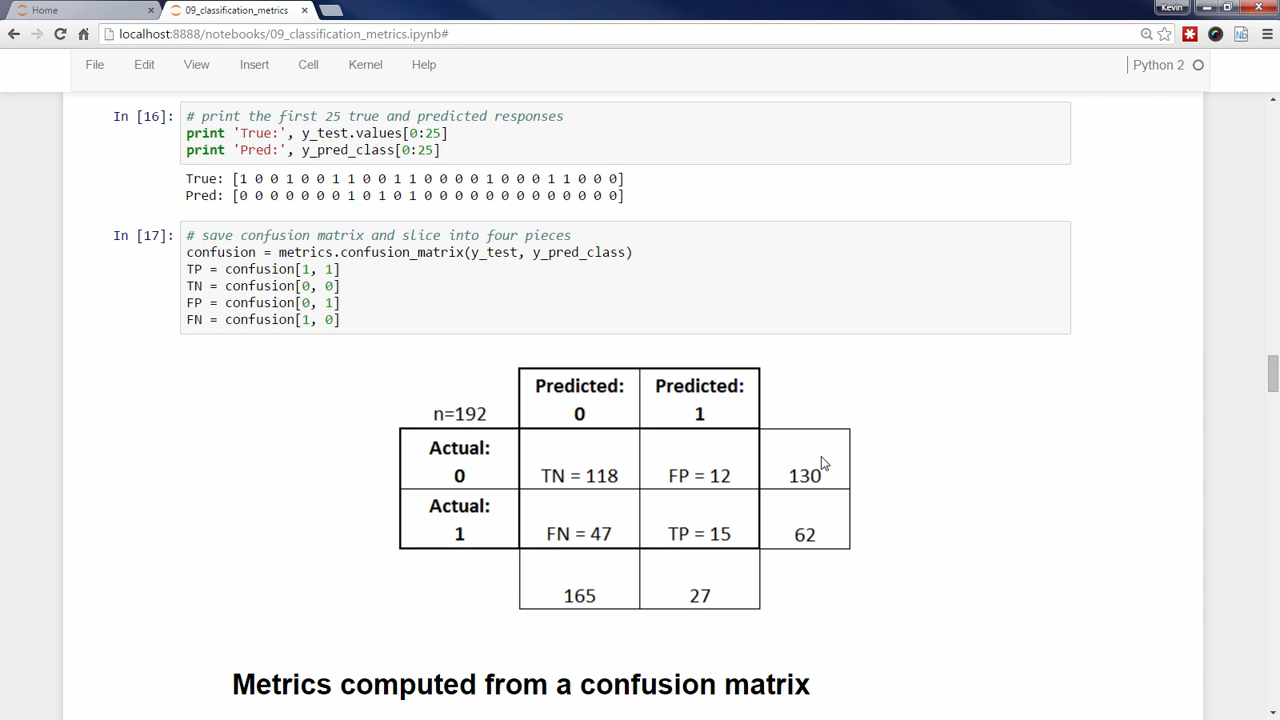 Home
09_classification_metrics
Kevin
localhost:8888/notebooks/09_classification_metrics.ipynb#
File Edit View Insert Cell Kernel Help Python 2
In [16]:
# print the first 25 true and predicted responses
print 'True:', y_test.values[0:25]
print 'Pred:', y_pred_class[0:25]
True: [1 0 0 1 0 0 1 1 0 0 1 1 0 0 0 0 1 0 0 0 1 1 0 0 0]
Pred: [0 0 0 0 0 0 0 1 0 1 0 1 0 0 0 0 0 0 0 0 0 0 0 0 0]
In [17]:
# save confusion matrix and slice into four pieces
confusion = metrics.confusion_matrix(y_test, y_pred_class)
TP = confusion[1, 1]
TN = confusion[0, 0]
FP = confusion[0, 1]
FN = confusion[1, 0]
Predicted: Predicted:
n=192 0 1
Actual:
0 TN = 118 FP = 12 130
Actual:
1 FN = 47 TP = 15 62
165 27
Metrics computed from a confusion matrix